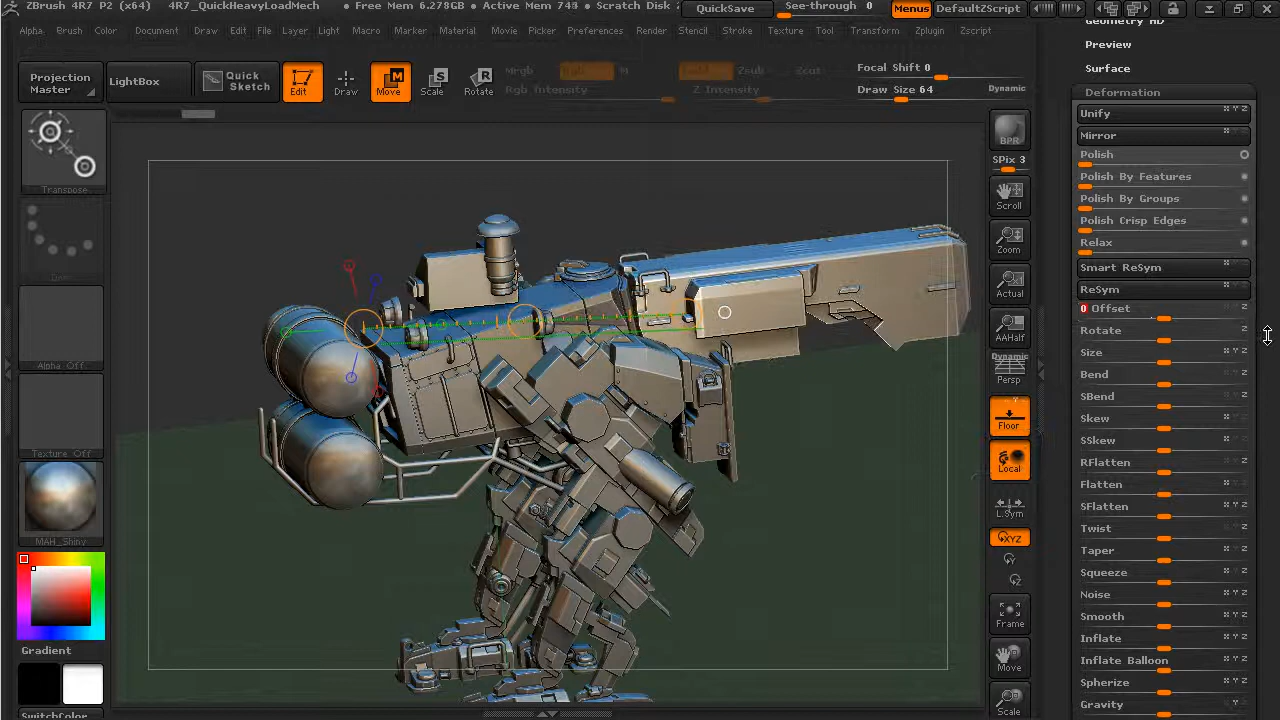 ZBrush 4R7 P2 (x64) 4R7_QuickHeavyLoadMech • Free Mem 6.278GB • Active Mem 743 • Scratch Disk QuickSave See-through 0 Menus DefaultZScript
Alpha Brush Color Document Draw Edit File Layer Light Macro Marker Material Movie Picker Preferences Render Stencil Stroke Texture Tool Transform Zplugin Zscript
Projection
Master
LightBox
Quick
Sketch
Edit
Draw
Move
Scale
Rotate
Mrgb
M
Rgb Intensity
Zsub
Zcut
Z Intensity
Focal Shift 0
Draw Size 64
Dynamic
Transpose
Alpha Off
Texture Off
MAH_Shiny
Gradient
SwitchColor
BPR
SPix 3
Scroll
Zoom
Actual
AAHalf
Dynamic
Persp
Floor
Local
L.Sym
XYZ
Frame
Move
Scale
Geometry HD
Preview
Surface
Deformation
Unify
Mirror
Polish
Polish By Features
Polish By Groups
Polish Crisp Edges
Relax
Smart ReSym
ReSym
0 Offset
Rotate
Size
Bend
SBend
Skew
SSkew
RFlatten
Flatten
SFlatten
Twist
Taper
Squeeze
Noise
Smooth
Inflate
Inflate Balloon
Spherize
Gravity